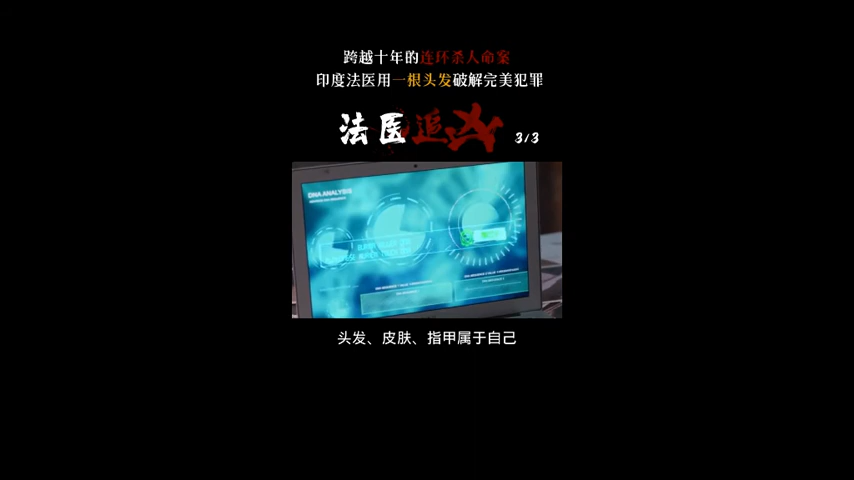 跨越十年的连环杀人命案
印度法医用一根头发破解完美犯罪
法医追凶 3/3
DNA ANALYSIS
头发、皮肤、指甲属于自己